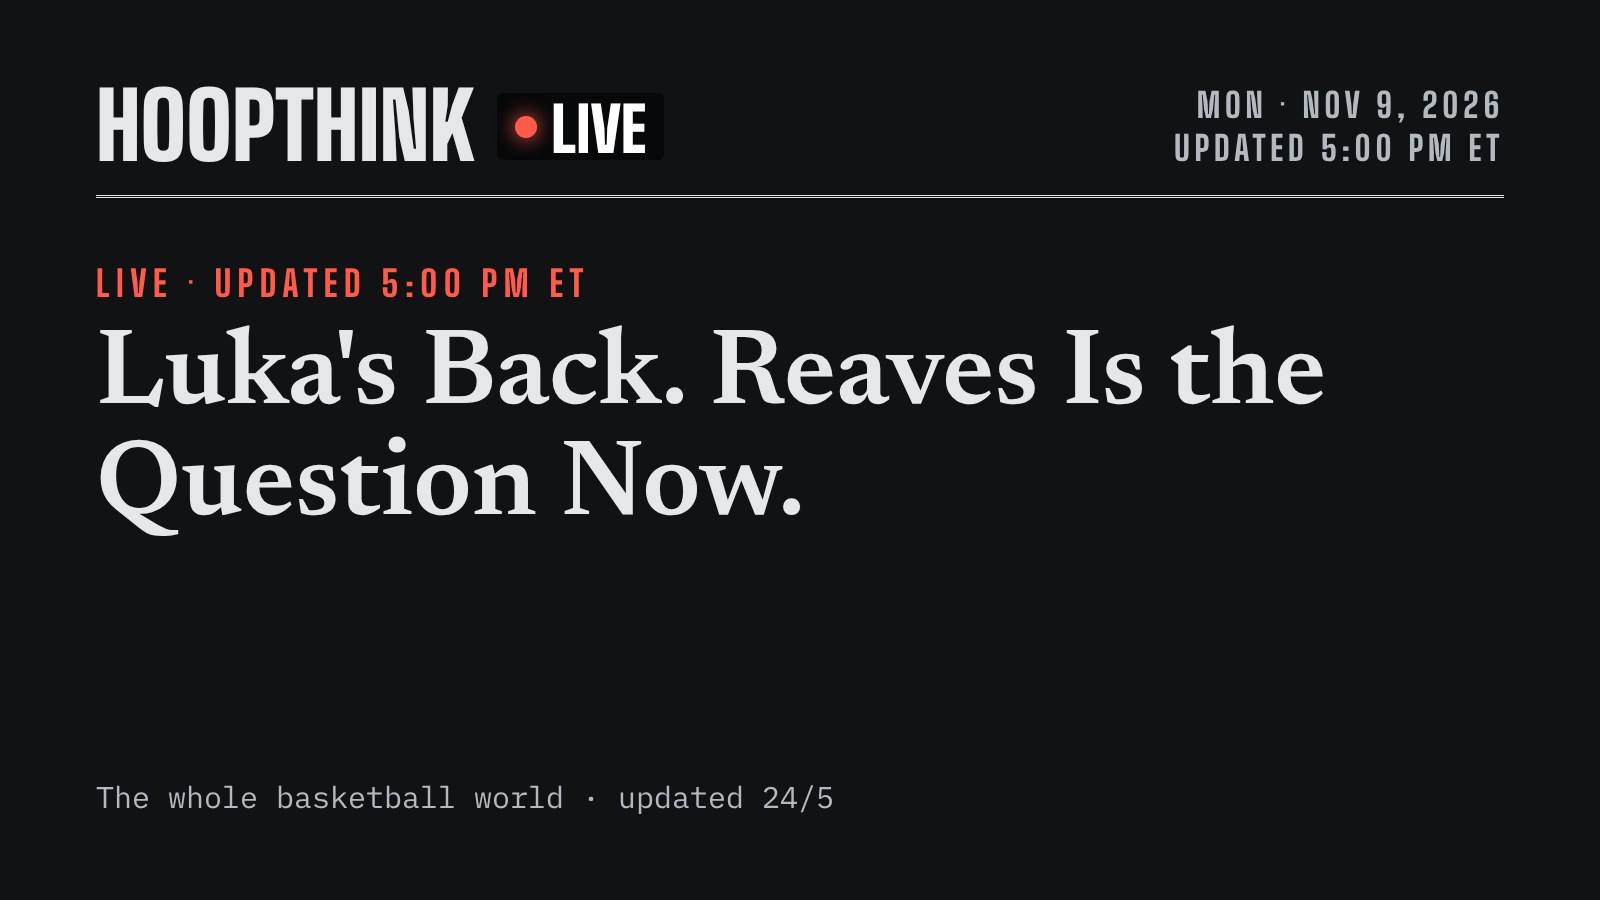 HOOPTHINK LIVE
MON · NOV 9, 2026
UPDATED 5:00 PM ET
LIVE · UPDATED 5:00 PM ET
Luka's Back. Reaves Is the
Question Now.
The whole basketball world · updated 24/5